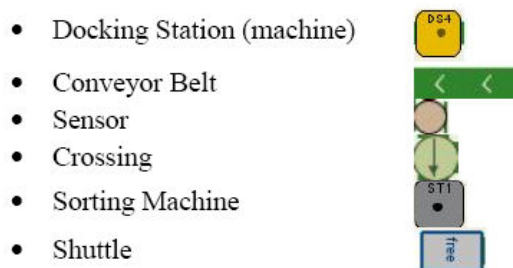 • Docking Station (machine) DS4
• Conveyor Belt
• Sensor
• Crossing
• Sorting Machine ST1
• Shuttle free